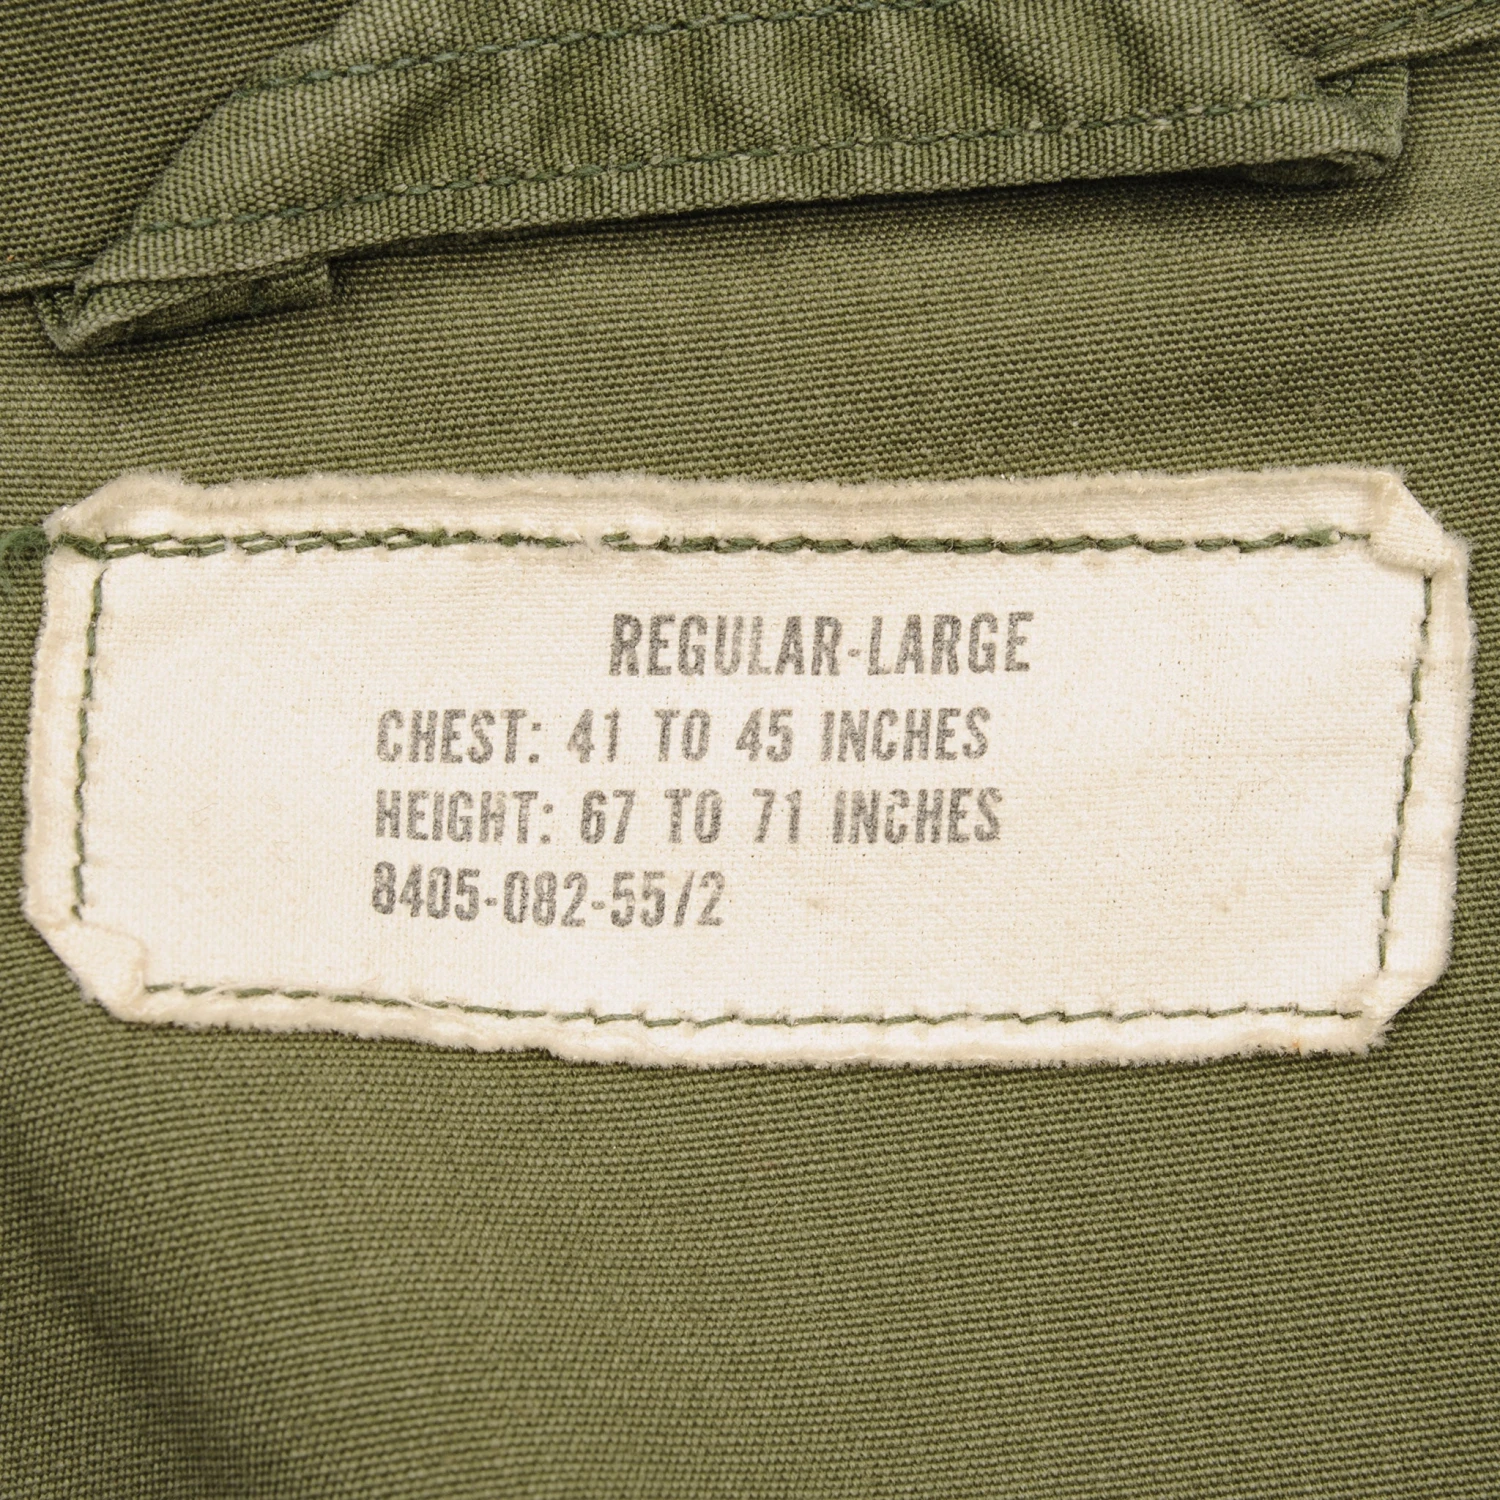 REGULAR-LARGE
CHEST: 41 TO 45 INCHES
HEIGHT: 67 TO 71 INCHES
8405-082-55/2